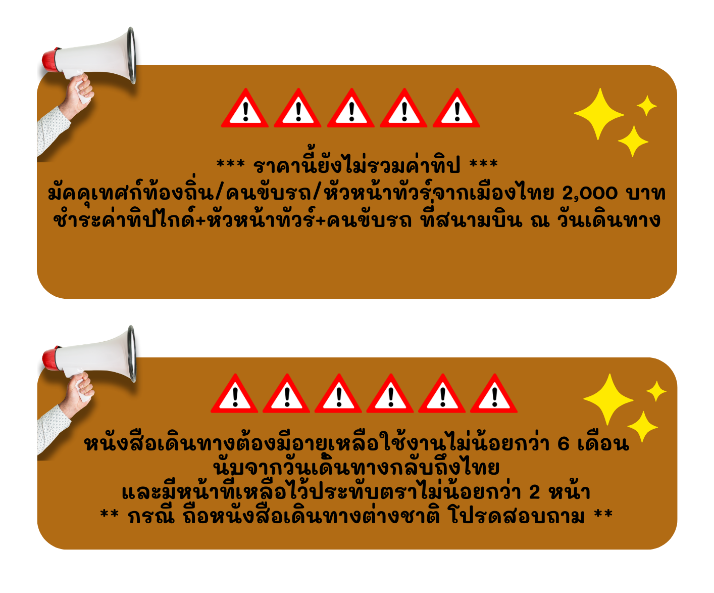 *** ราคานี้ยังไม่รวมค่าทิป ***
มัคคุเทศก์ท้องถิ่น/คนขับรถ/หัวหน้าทัวร์จากเมืองไทย 2,000 บาท
ชำระค่าทิปไกด์+หัวหน้าทัวร์+คนขับรถ ที่สนามบิน ณ วันเดินทาง
หนังสือเดินทางต้องมีอายุเหลือใช้งานไม่น้อยกว่า 6 เดือน
นับจากวันเดินทางกลับถึงไทย
และมีหน้าที่เหลือไว้ประทับตราไม่น้อยกว่า 2 หน้า
** กรณี ถือหนังสือเดินทางต่างชาติ โปรดสอบถาม **